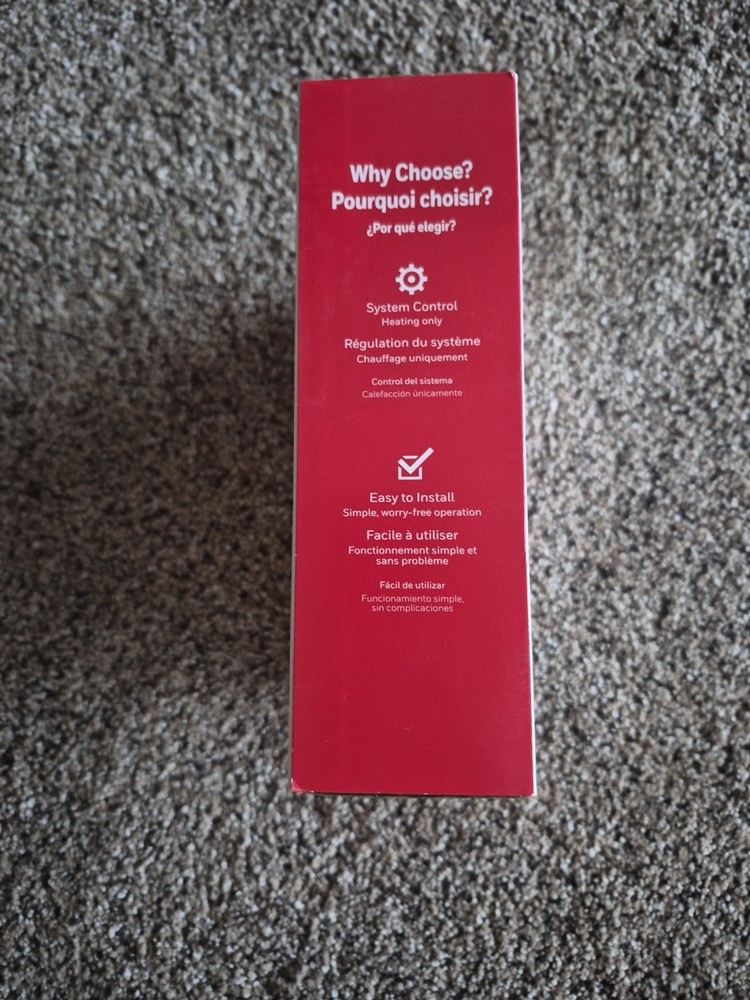 Why Choose?
Pourquoi choisir?
¿Por qué elegir?
System Control
Heating only
Régulation du système
Chauffage uniquement
Control del sistema
Calefacción únicamente
Easy to Install
Simple, worry-free operation
Facile à utiliser
Fonctionnement simple et
sans problème
Fácil de utilizar
Funcionamiento simple,
sin complicaciones